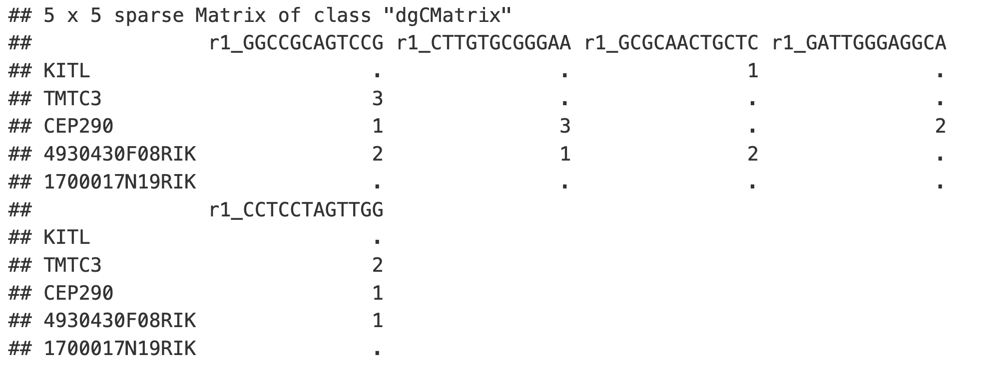 ## 5 x 5 sparse Matrix of class "dgCMatrix"
##                r1_GGCCGCAGTCCG r1_CTTGTGCGGGAA r1_GCGCAACTGCTC r1_GATTGGGAGGCA
## KITL                         .               .               1               .
## TMTC3                        3               .               .               .
## CEP290                       1               3               .               2
## 4930430F08RIK                2               1               2               .
## 1700017N19RIK                .               .               .               .
##                r1_CCTCCTAGTTGG
## KITL                         .
## TMTC3                        2
## CEP290                       1
## 4930430F08RIK                1
## 1700017N19RIK                .